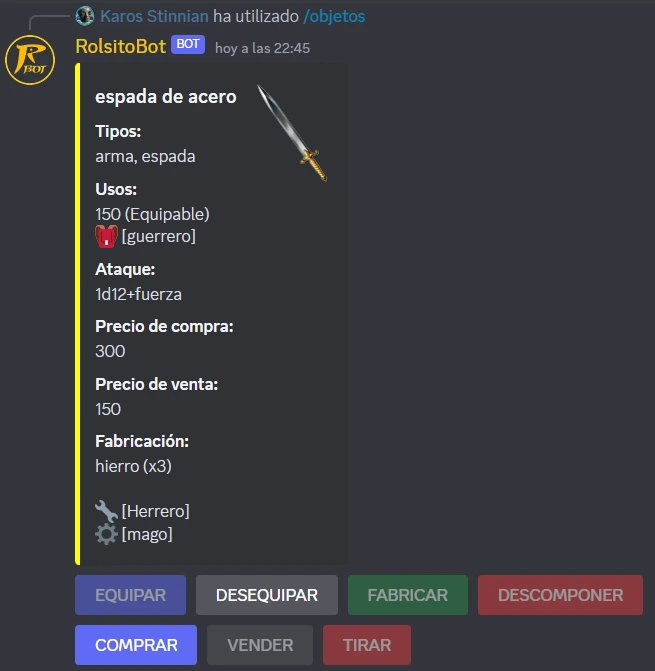 Karos Stinnian ha utilizado /objetos
R BOT
RolsitoBot BOT hoy a las 22:45
espada de acero
Tipos:
arma, espada
Usos:
150 (Equipable)
[guerrero]
Ataque:
1d12+fuerza
Precio de compra:
300
Precio de venta:
150
Fabricación:
hierro (x3)
[Herrero]
[mago]
EQUIPAR DESEQUIPAR FABRICAR DESCOMPONER
COMPRAR VENDER TIRAR